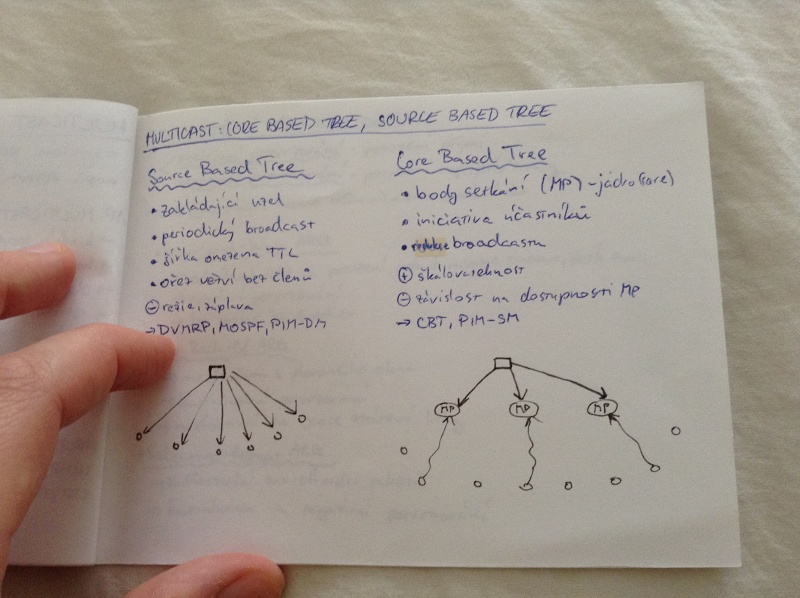 MULTICAST: CORE BASED TREE, SOURCE BASED TREE
Source Based Tree
• zakládající uzel
• periodický broadcast
• šířka omezena TTL
• ořez větví bez členů
⊖ režie, záplava
→ DVMRP, MOSPF, PIM-DM
Core Based Tree
• body setkání (MP) - jádro (core)
• iniciativa účastníků
• redukce broadcastu
⊕ škálovatelnost
⊖ závislost na dostupnosti MP
→ CBT, PIM-SM
MP MP MP